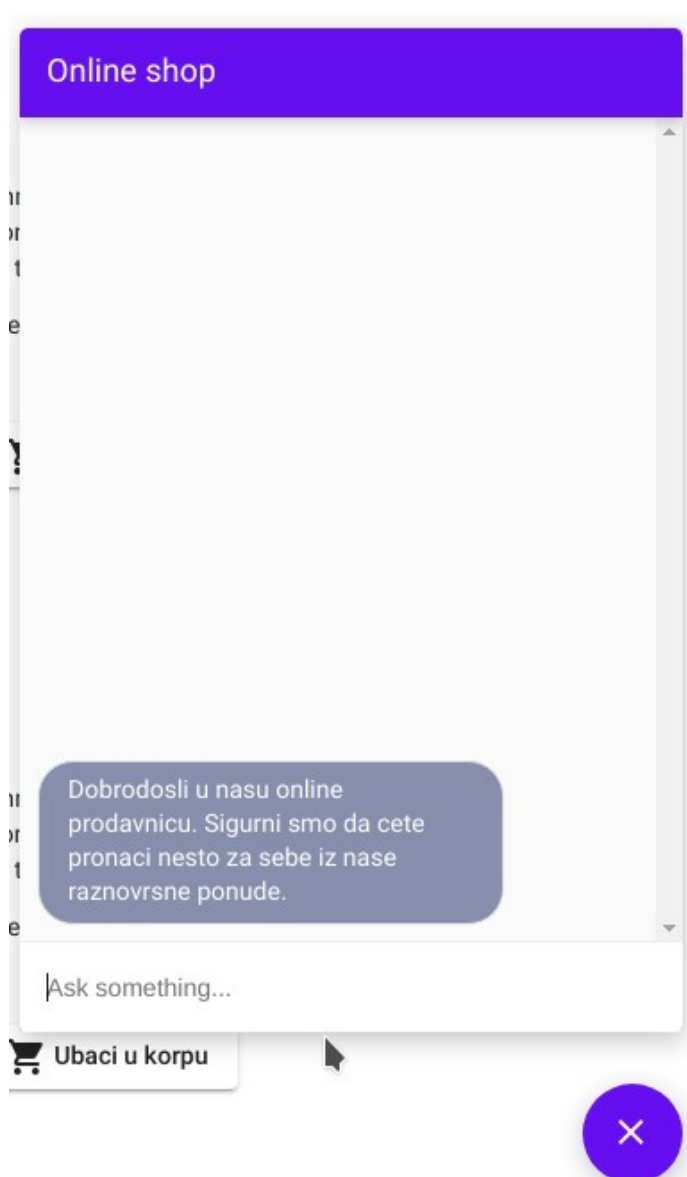 Online shop
Dobrodosli u nasu online
prodavnicu. Sigurni smo da cete
pronaci nesto za sebe iz nase
raznovrsne ponude.
Ask something...
Ubaci u korpu